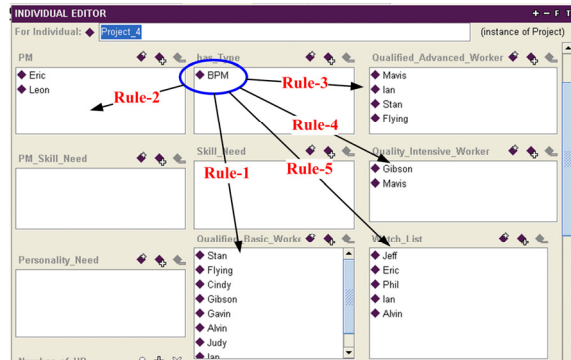 INDIVIDUAL EDITOR
+ − F T
For Individual: Project_4 (instance of Project)
PM
Eric
Leon
has_Type
BPM
Qualified_Advanced_Worker
Mavis
Ian
Stan
Flying
Rule-2
Rule-3
Rule-4
PM_Skill_Need
Skill_Need
Quality_Intensive_Worker
Gibson
Mavis
Rule-1
Rule-5
Personality_Need
Qualified_Basic_Worke
Stan
Flying
Cindy
Gibson
Gavin
Alvin
Judy
Ian
Watch_List
Jeff
Eric
Phil
Ian
Alvin